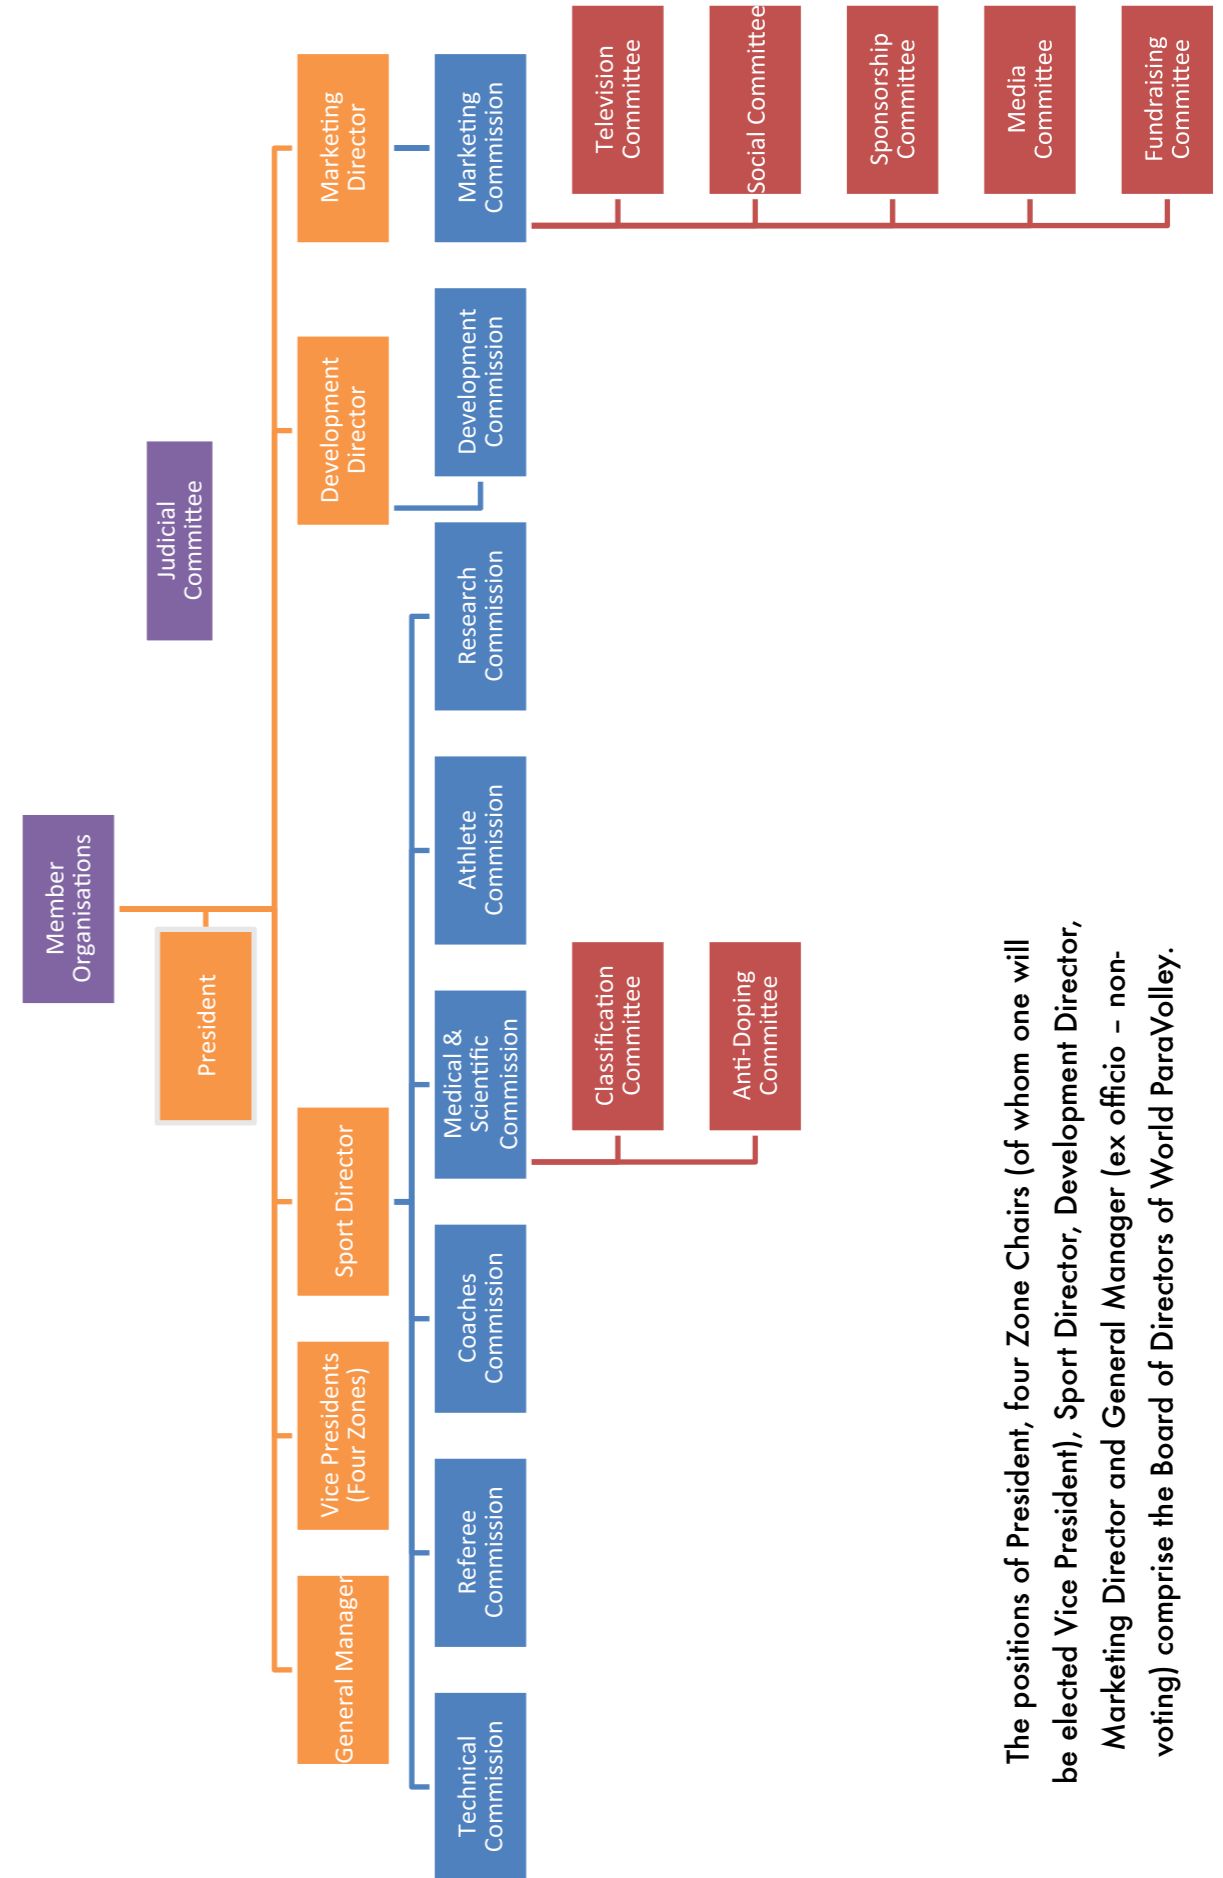 Member
Organisations
Judicial
Committee
President
General Manager
Vice Presidents
(Four Zones)
Sport Director
Development
Director
Marketing
Director
Technical
Commission
Referee
Commission
Coaches
Commission
Medical &
Scientific
Commission
Athlete
Commission
Research
Commission
Development
Commission
Marketing
Commission
Classification
Committee
Anti-Doping
Committee
Television
Committee
Social Committee
Sponsorship
Committee
Media
Committee
Fundraising
Committee
The positions of President, four Zone Chairs (of whom one will
be elected Vice President), Sport Director, Development Director,
Marketing Director and General Manager (ex officio – non-
voting) comprise the Board of Directors of World ParaVolley.